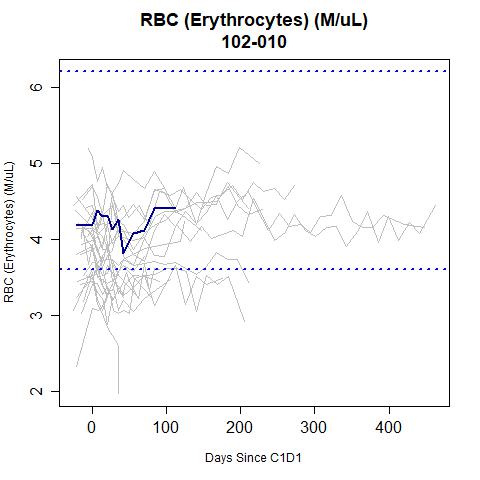 RBC (Erythrocytes) (M/uL)
102-010
RBC (Erythrocytes) (M/uL)
6
5
4
3
2
0 100 200 300 400
Days Since C1D1